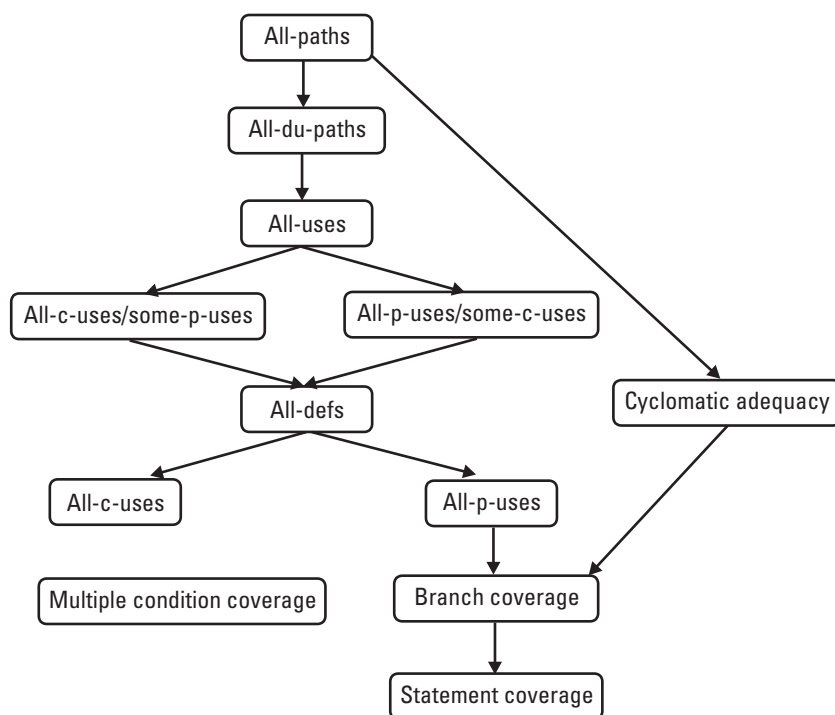 All-paths
All-du-paths
All-uses
All-c-uses/some-p-uses
All-p-uses/some-c-uses
All-defs
Cyclomatic adequacy
All-c-uses
All-p-uses
Multiple condition coverage
Branch coverage
Statement coverage